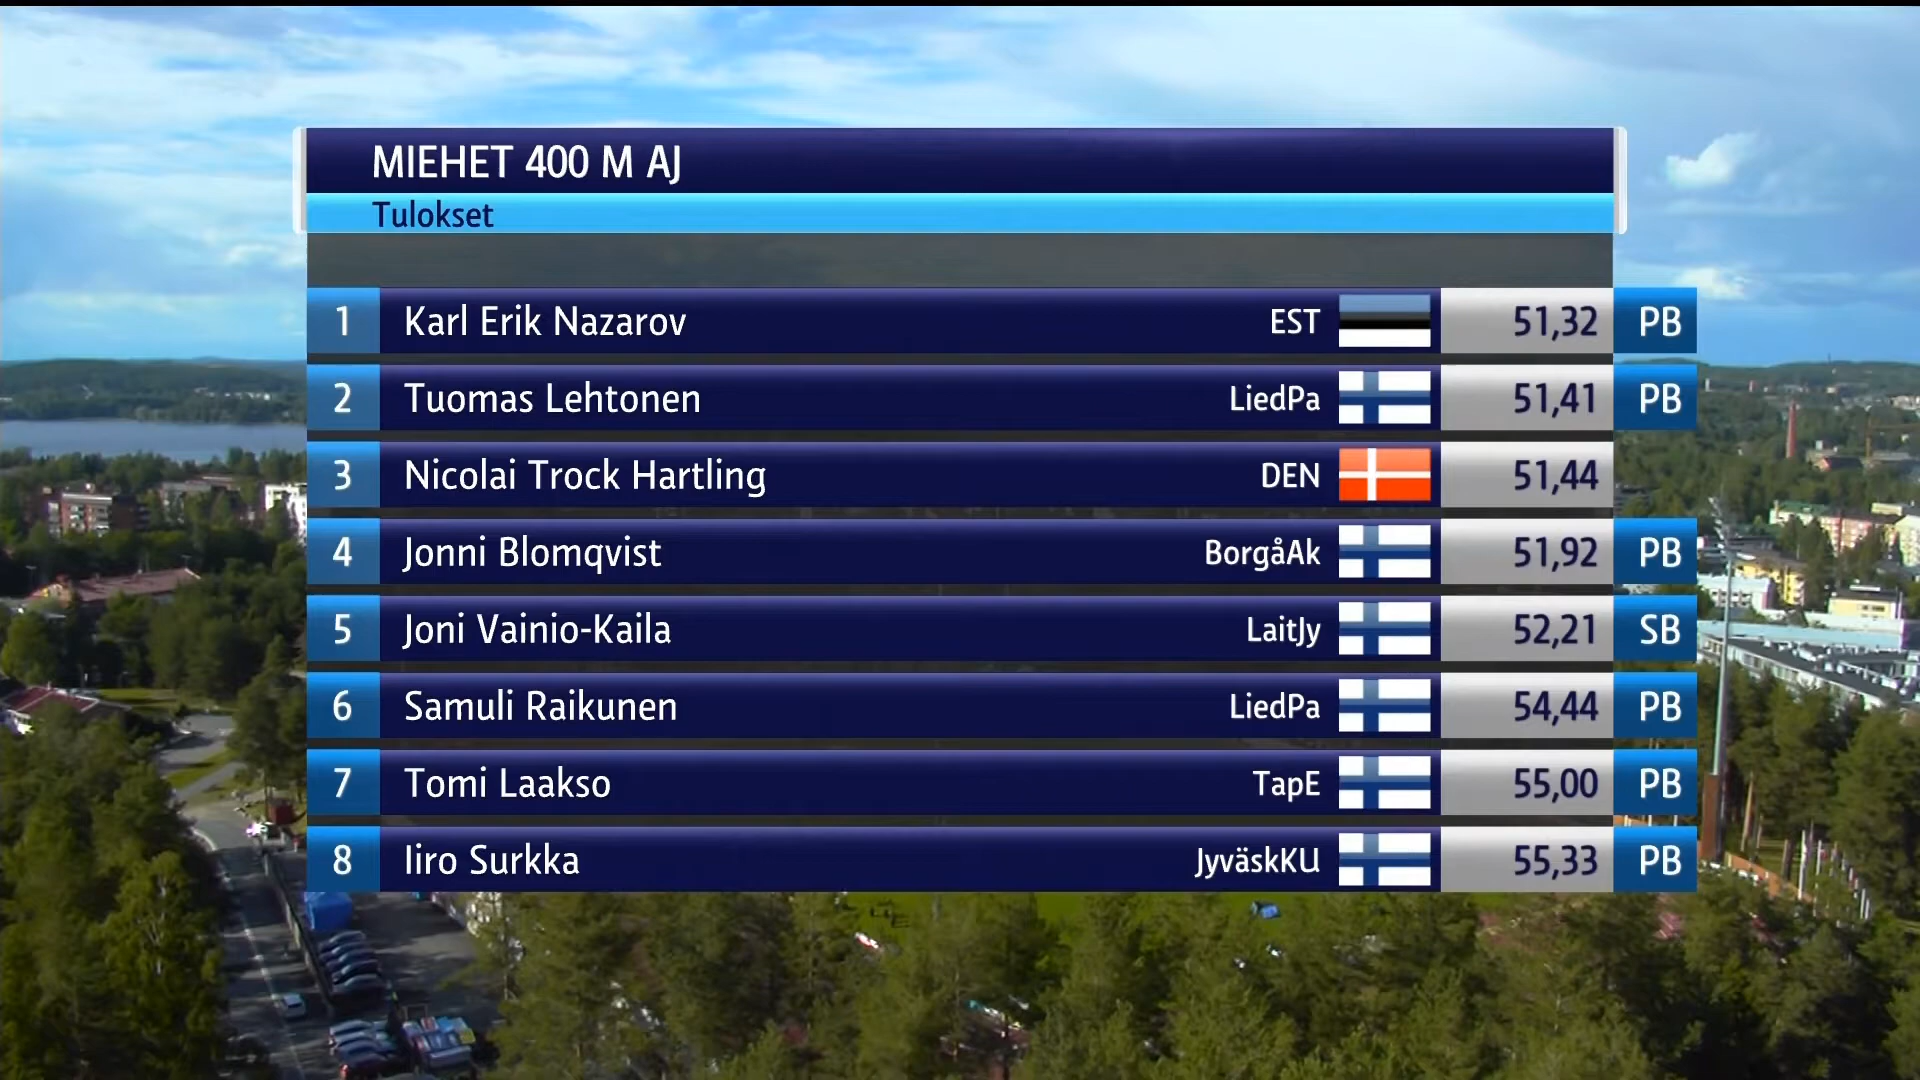 MIEHET 400 M AJ
Tulokset
1 Karl Erik Nazarov EST 51,32 PB
2 Tuomas Lehtonen LiedPa 51,41 PB
3 Nicolai Trock Hartling DEN 51,44
4 Jonni Blomqvist BorgåAk 51,92 PB
5 Joni Vainio-Kaila LaitJy 52,21 SB
6 Samuli Raikunen LiedPa 54,44 PB
7 Tomi Laakso TapE 55,00 PB
8 Iiro Surkka JyväskKU 55,33 PB